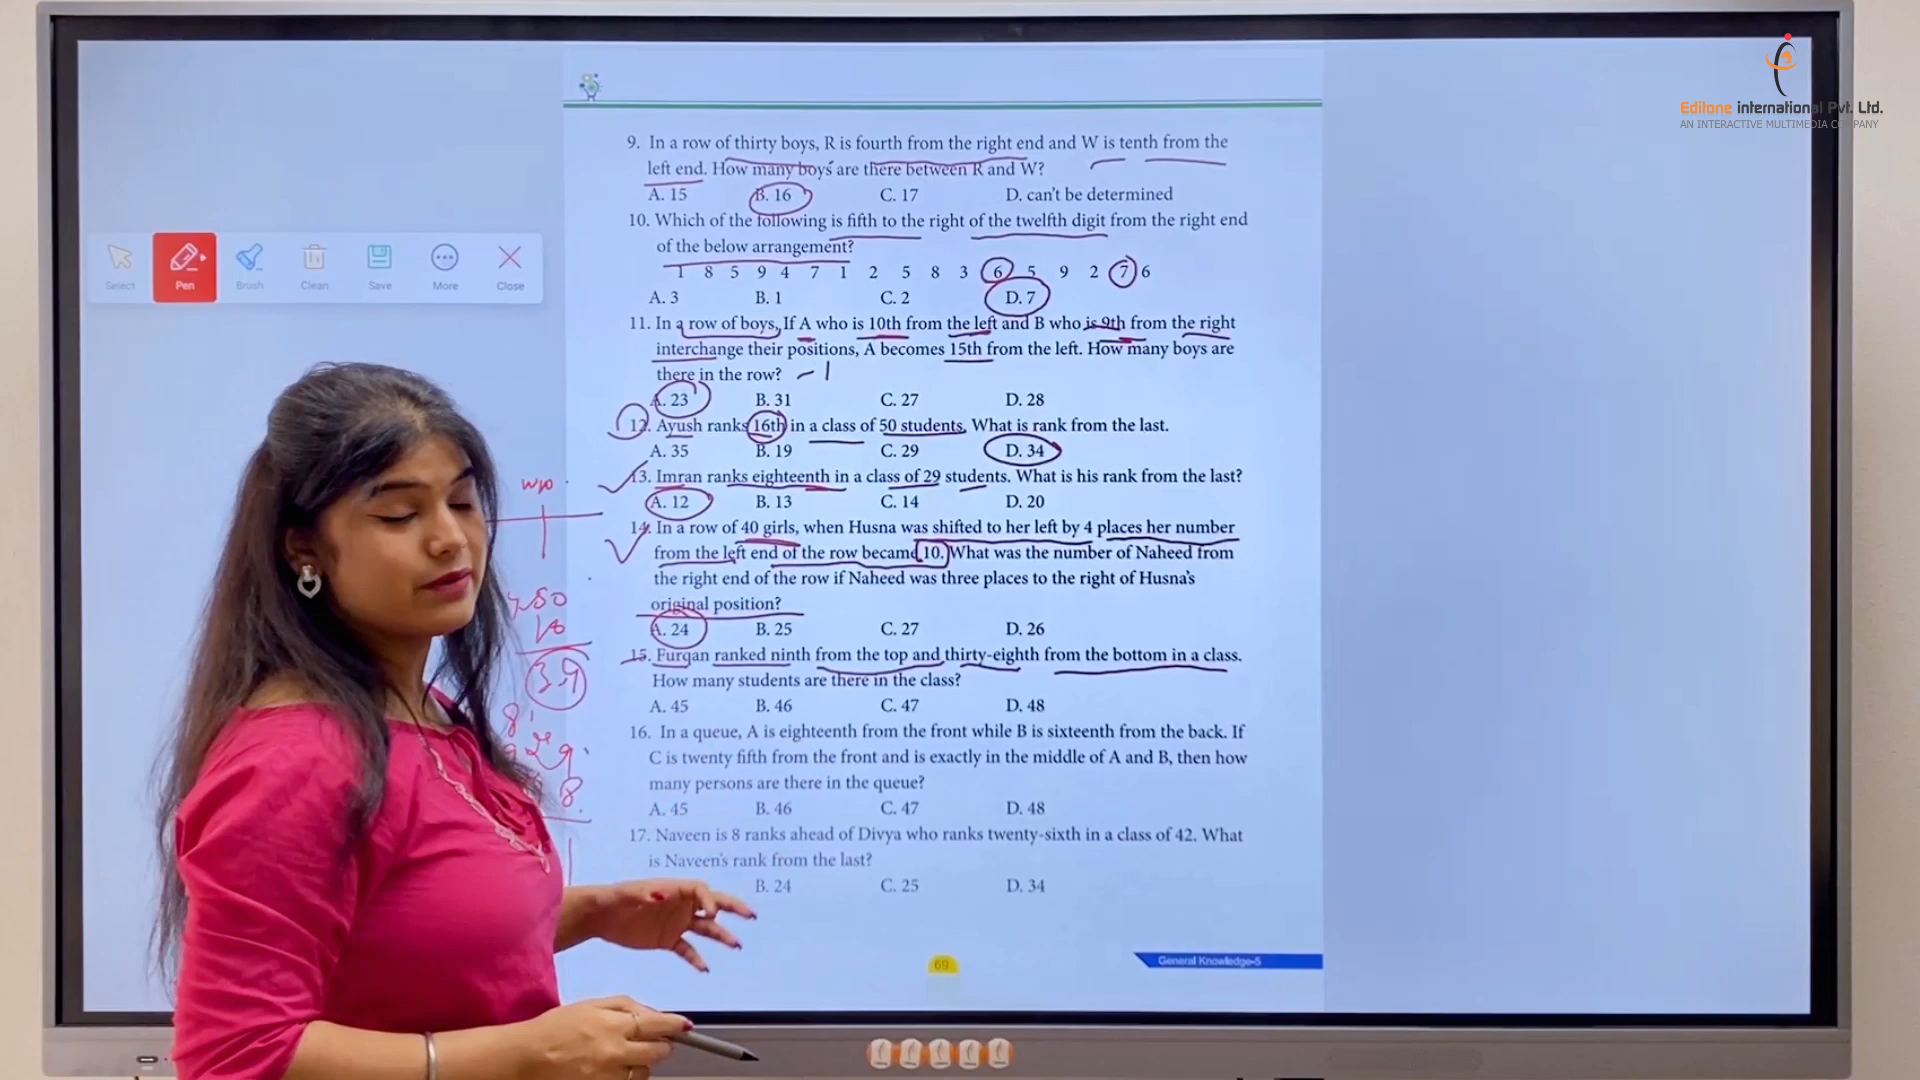 Editone international Pvt. Ltd.
AN INTERACTIVE MULTIMEDIA COMPANY
9. In a row of thirty boys, R is fourth from the right end and W is tenth from the
left end. How many boys are there between R and W?
A. 15 B. 16 C. 17 D. can't be determined
10. Which of the following is fifth to the right of the twelfth digit from the right end
of the below arrangement?
1 8 5 9 4 7 1 2 5 8 3 6 5 9 2 7 6
A. 3 B. 1 C. 2 D. 7
11. In a row of boys, If A who is 10th from the left and B who is 9th from the right
interchange their positions, A becomes 15th from the left. How many boys are
there in the row? - 1
A. 23 B. 31 C. 27 D. 28
12. Ayush ranks 16th in a class of 50 students. What is rank from the last.
A. 35 B. 19 C. 29 D. 34
13. Imran ranks eighteenth in a class of 29 students. What is his rank from the last?
A. 12 B. 13 C. 14 D. 20
14. In a row of 40 girls, when Husna was shifted to her left by 4 places her number
from the left end of the row became 10. What was the number of Naheed from
the right end of the row if Naheed was three places to the right of Husna's
original position?
A. 24 B. 25 C. 27 D. 26
15. Furqan ranked ninth from the top and thirty-eighth from the bottom in a class.
How many students are there in the class?
A. 45 B. 46 C. 47 D. 48
16. In a queue, A is eighteenth from the front while B is sixteenth from the back. If
C is twenty fifth from the front and is exactly in the middle of A and B, then how
many persons are there in the queue?
A. 45 B. 46 C. 47 D. 48
17. Naveen is 8 ranks ahead of Divya who ranks twenty-sixth in a class of 42. What
is Naveen's rank from the last?
B. 24 C. 25 D. 34
69
General Knowledge-5
Select Pen Brush Clean Save More Close